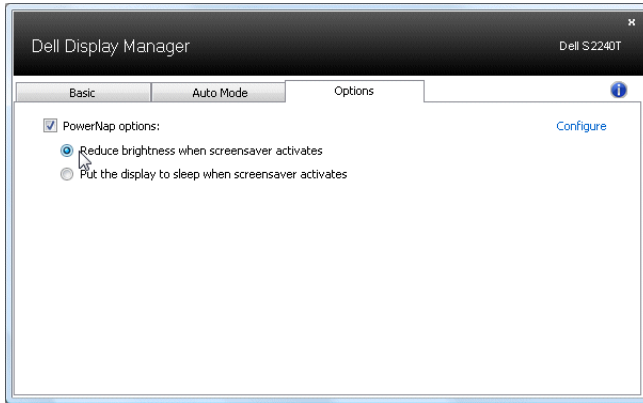 Dell Display Manager
Dell S2240T
Basic
Auto Mode
Options
PowerNap options:
Configure
Reduce brightness when screensaver activates
Put the display to sleep when screensaver activates